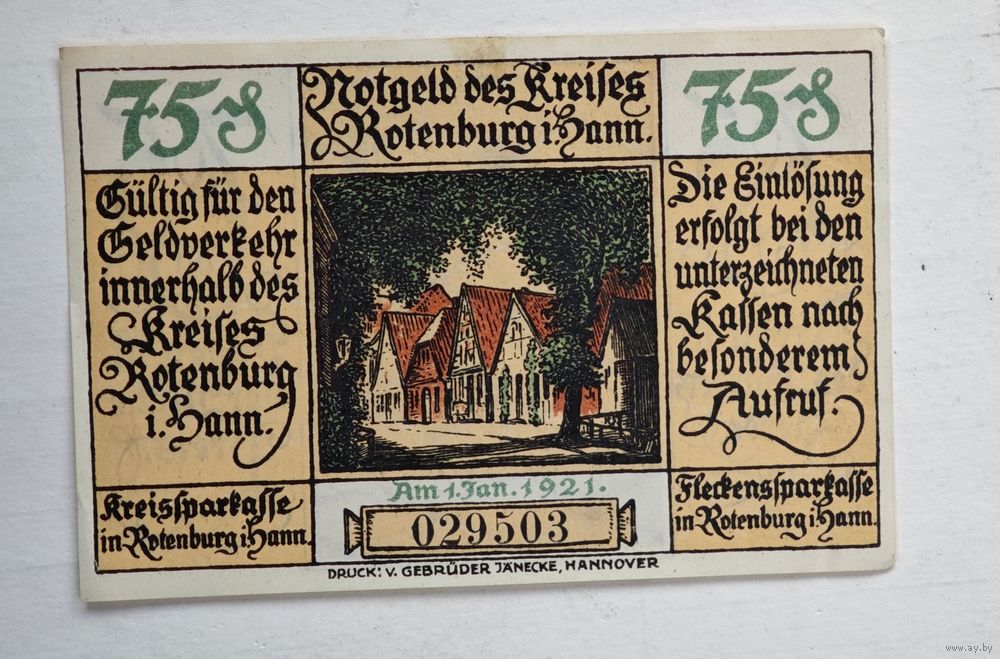 75 ₰
Notgeld des Kreises
Rotenburg i. Hann.
75 ₰
Gültig für den
Geldverkehr
innerhalb des
Kreises
Rotenburg
i. Hann.
Die Einlösung
erfolgt bei den
unterzeichneten
Kassen nach
besonderem
Aufruf.
Kreissparkasse
in Rotenburg i. Hann.
Am 1. Jan. 1921.
029503
Fleckenssparkasse
in Rotenburg i. Hann.
DRUCK: V. GEBRÜDER JÄNECKE, HANNOVER
www.ay.by